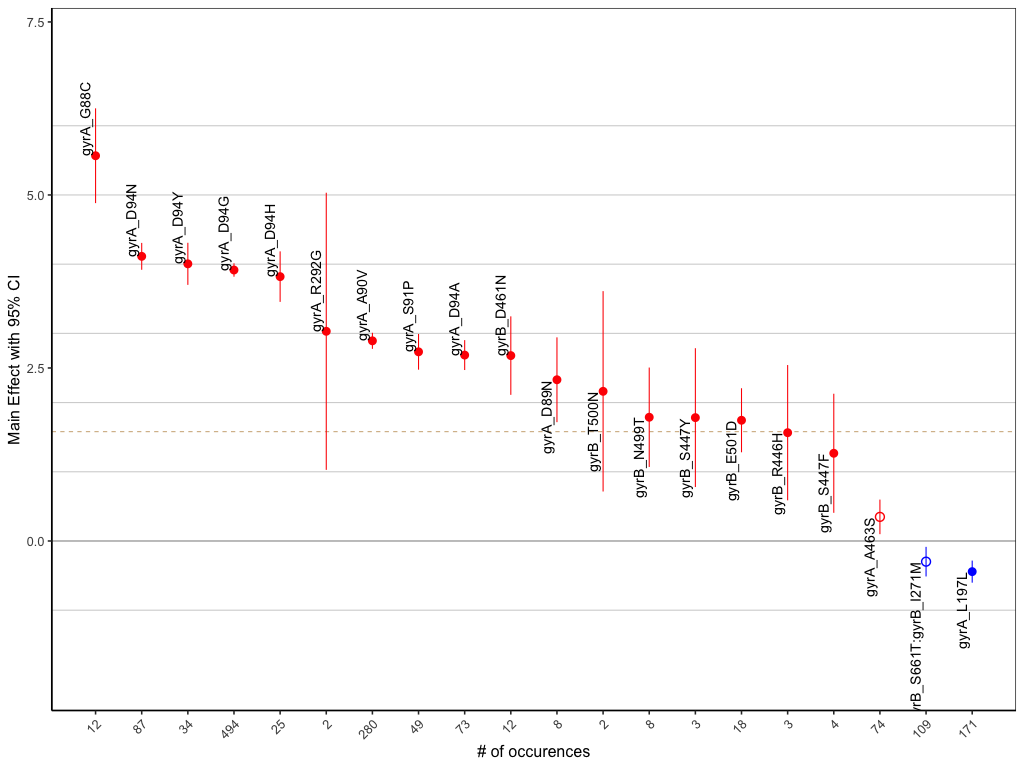 7.5
5.0
2.5
0.0
Main Effect with 95% CI
gyrA_G88C
gyrA_D94N
gyrA_D94Y
gyrA_D94G
gyrA_D94H
gyrA_R292G
gyrA_A90V
gyrA_S91P
gyrA_D94A
gyrB_D461N
gyrA_D89N
gyrB_T500N
gyrB_N499T
gyrB_S447Y
gyrB_E501D
gyrB_R446H
gyrB_S447F
gyrA_A463S
yrB_S661T:gyrB_I271M
gyrA_L197L
12
87
34
494
25
2
280
49
73
12
8
2
8
3
18
3
4
74
109
171
# of occurences